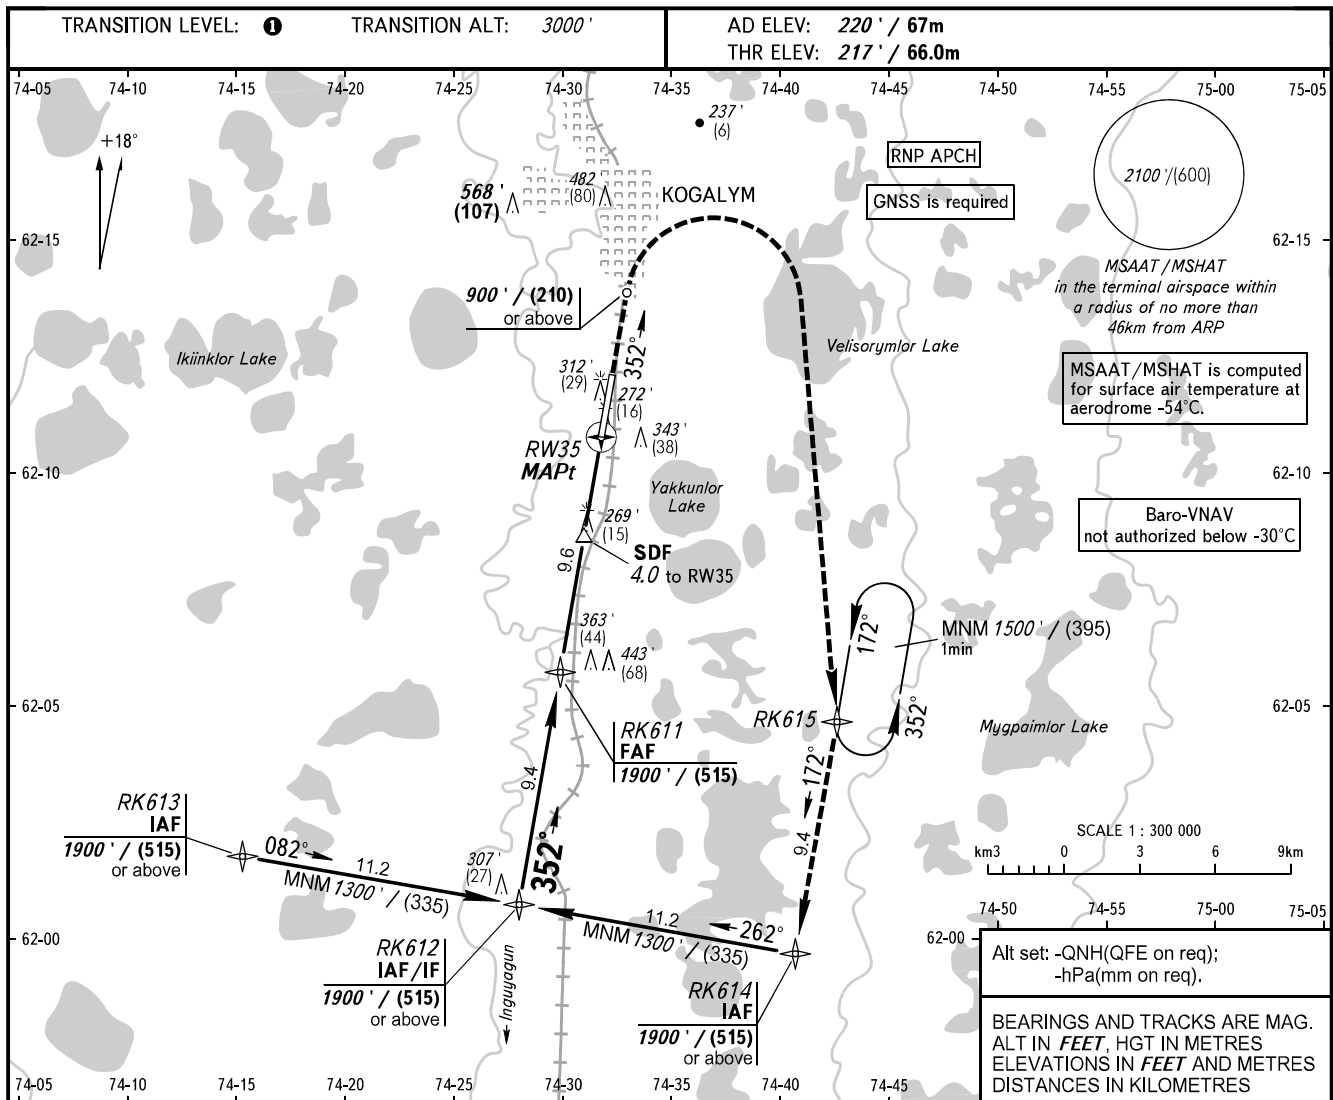 TRANSITION LEVEL: ❶ TRANSITION ALT: 3000 '
AD ELEV: 220 ' / 67m
THR ELEV: 217 ' / 66.0m
74-05 74-10 74-15 74-20 74-25 74-30 74-35 74-40 74-45 74-50 74-55 75-00 75-05
+18°
237 '
(6)
RNP APCH
GNSS is required
2100 '/(600)
568 '
(107)
482
(80)
KOGALYM
62-15
62-15
MSAAT/MSHAT
in the terminal airspace within
a radius of no more than
46km from ARP
900 ' / (210)
or above
352°
Ikiinklor Lake
Velisorymlor Lake
312 '
(29)
272 '
(16)
MSAAT/MSHAT is computed
for surface air temperature at
aerodrome -54°C.
343 '
(38)
RW35
MAPt
62-10
62-10
Yakkunlor
Lake
269 '
(15)
Baro-VNAV
not authorized below -30°C
SDF
4.0 to RW35
9.6
363 '
(44)
443 '
(68)
172°
MNM 1500 ' / (395)
1min
352°
62-05
62-05
RK615
Mygpaimlor Lake
RK611
FAF
1900 ' / (515)
9.4
172°
9.4
RK613
IAF
1900 ' / (515)
or above
082°
11.2
MNM 1300 ' / (335)
307 '
(27)
352°
SCALE 1 : 300 000
km3 0 3 6 9km
74-50 74-55 75-00 75-05
11.2
262°
MNM 1300 ' / (335)
62-00
62-00
RK612
IAF/IF
1900 ' / (515)
or above
Inguyagun
RK614
IAF
1900 ' / (515)
or above
Alt set: -QNH(QFE on req);
-hPa(mm on req).
BEARINGS AND TRACKS ARE MAG.
ALT IN FEET, HGT IN METRES
ELEVATIONS IN FEET AND METRES
DISTANCES IN KILOMETRES
74-05 74-10 74-15 74-20 74-25 74-30 74-35 74-40 74-45